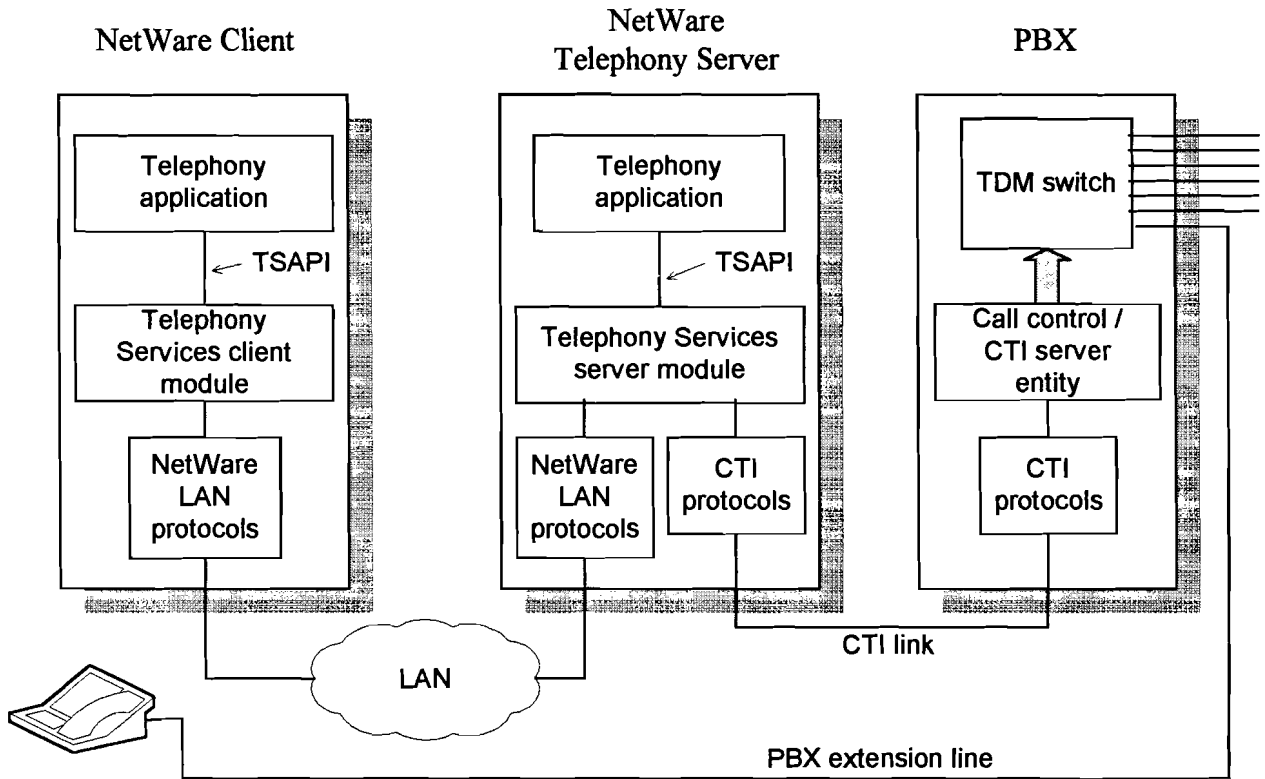 NetWare Client
NetWare
Telephony Server
PBX
Telephony
application
TSAPI
Telephony
Services client
module
NetWare
LAN
protocols
Telephony
application
TSAPI
Telephony Services
server module
NetWare
LAN
protocols
CTI
protocols
TDM switch
Call control /
CTI server
entity
CTI
protocols
LAN
CTI link
PBX extension line